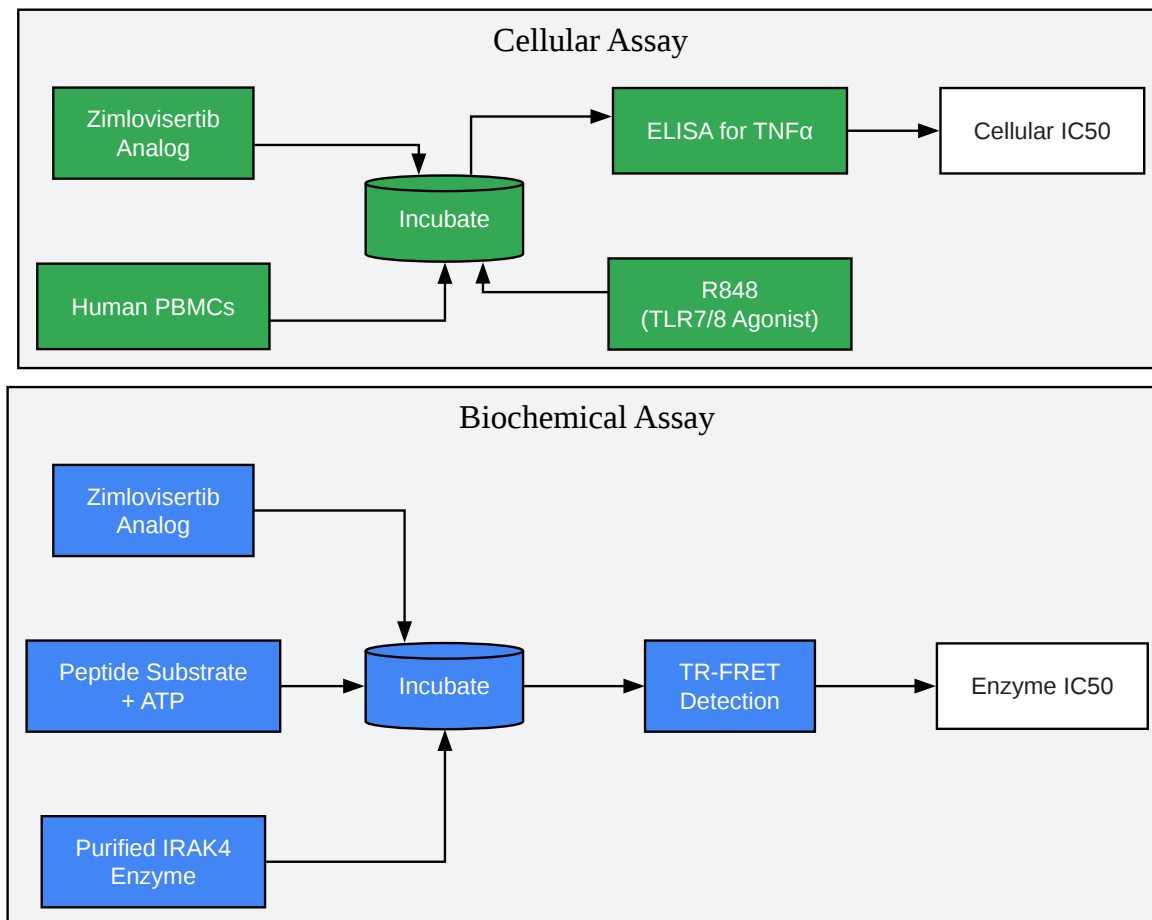 Cellular Assay
Zimlovisertib
Analog
ELISA for TNFα
Cellular IC50
Incubate
Human PBMCs
R848
(TLR7/8 Agonist)
Biochemical Assay
Zimlovisertib
Analog
Peptide Substrate
+ ATP
Incubate
TR-FRET
Detection
Enzyme IC50
Purified IRAK4
Enzyme